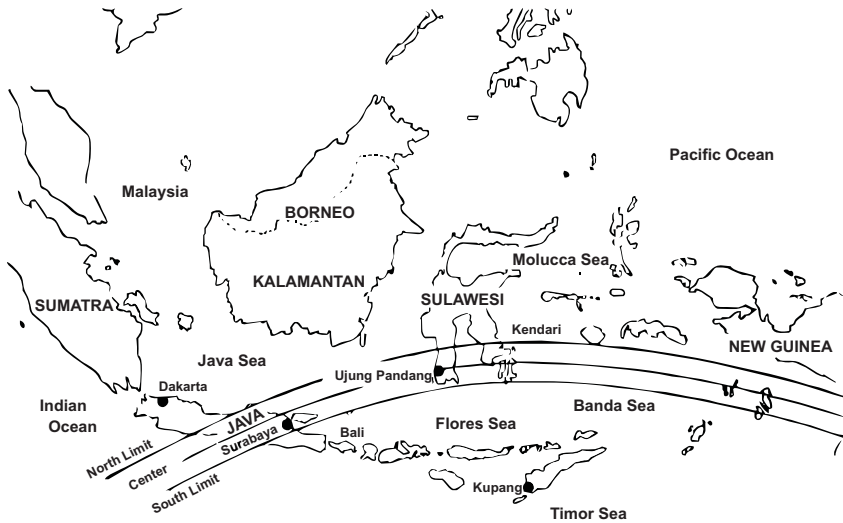 Pacific Ocean
Malaysia
BORNEO
Molucca Sea
KALAMANTAN
SUMATRA
SULAWESI
Kendari
NEW GUINEA
Java Sea
Ujung Pandang
Dakarta
Indian
Ocean
JAVA
Banda Sea
Flores Sea
Surabaya
Bali
North Limit
Center
South Limit
Kupang
Timor Sea